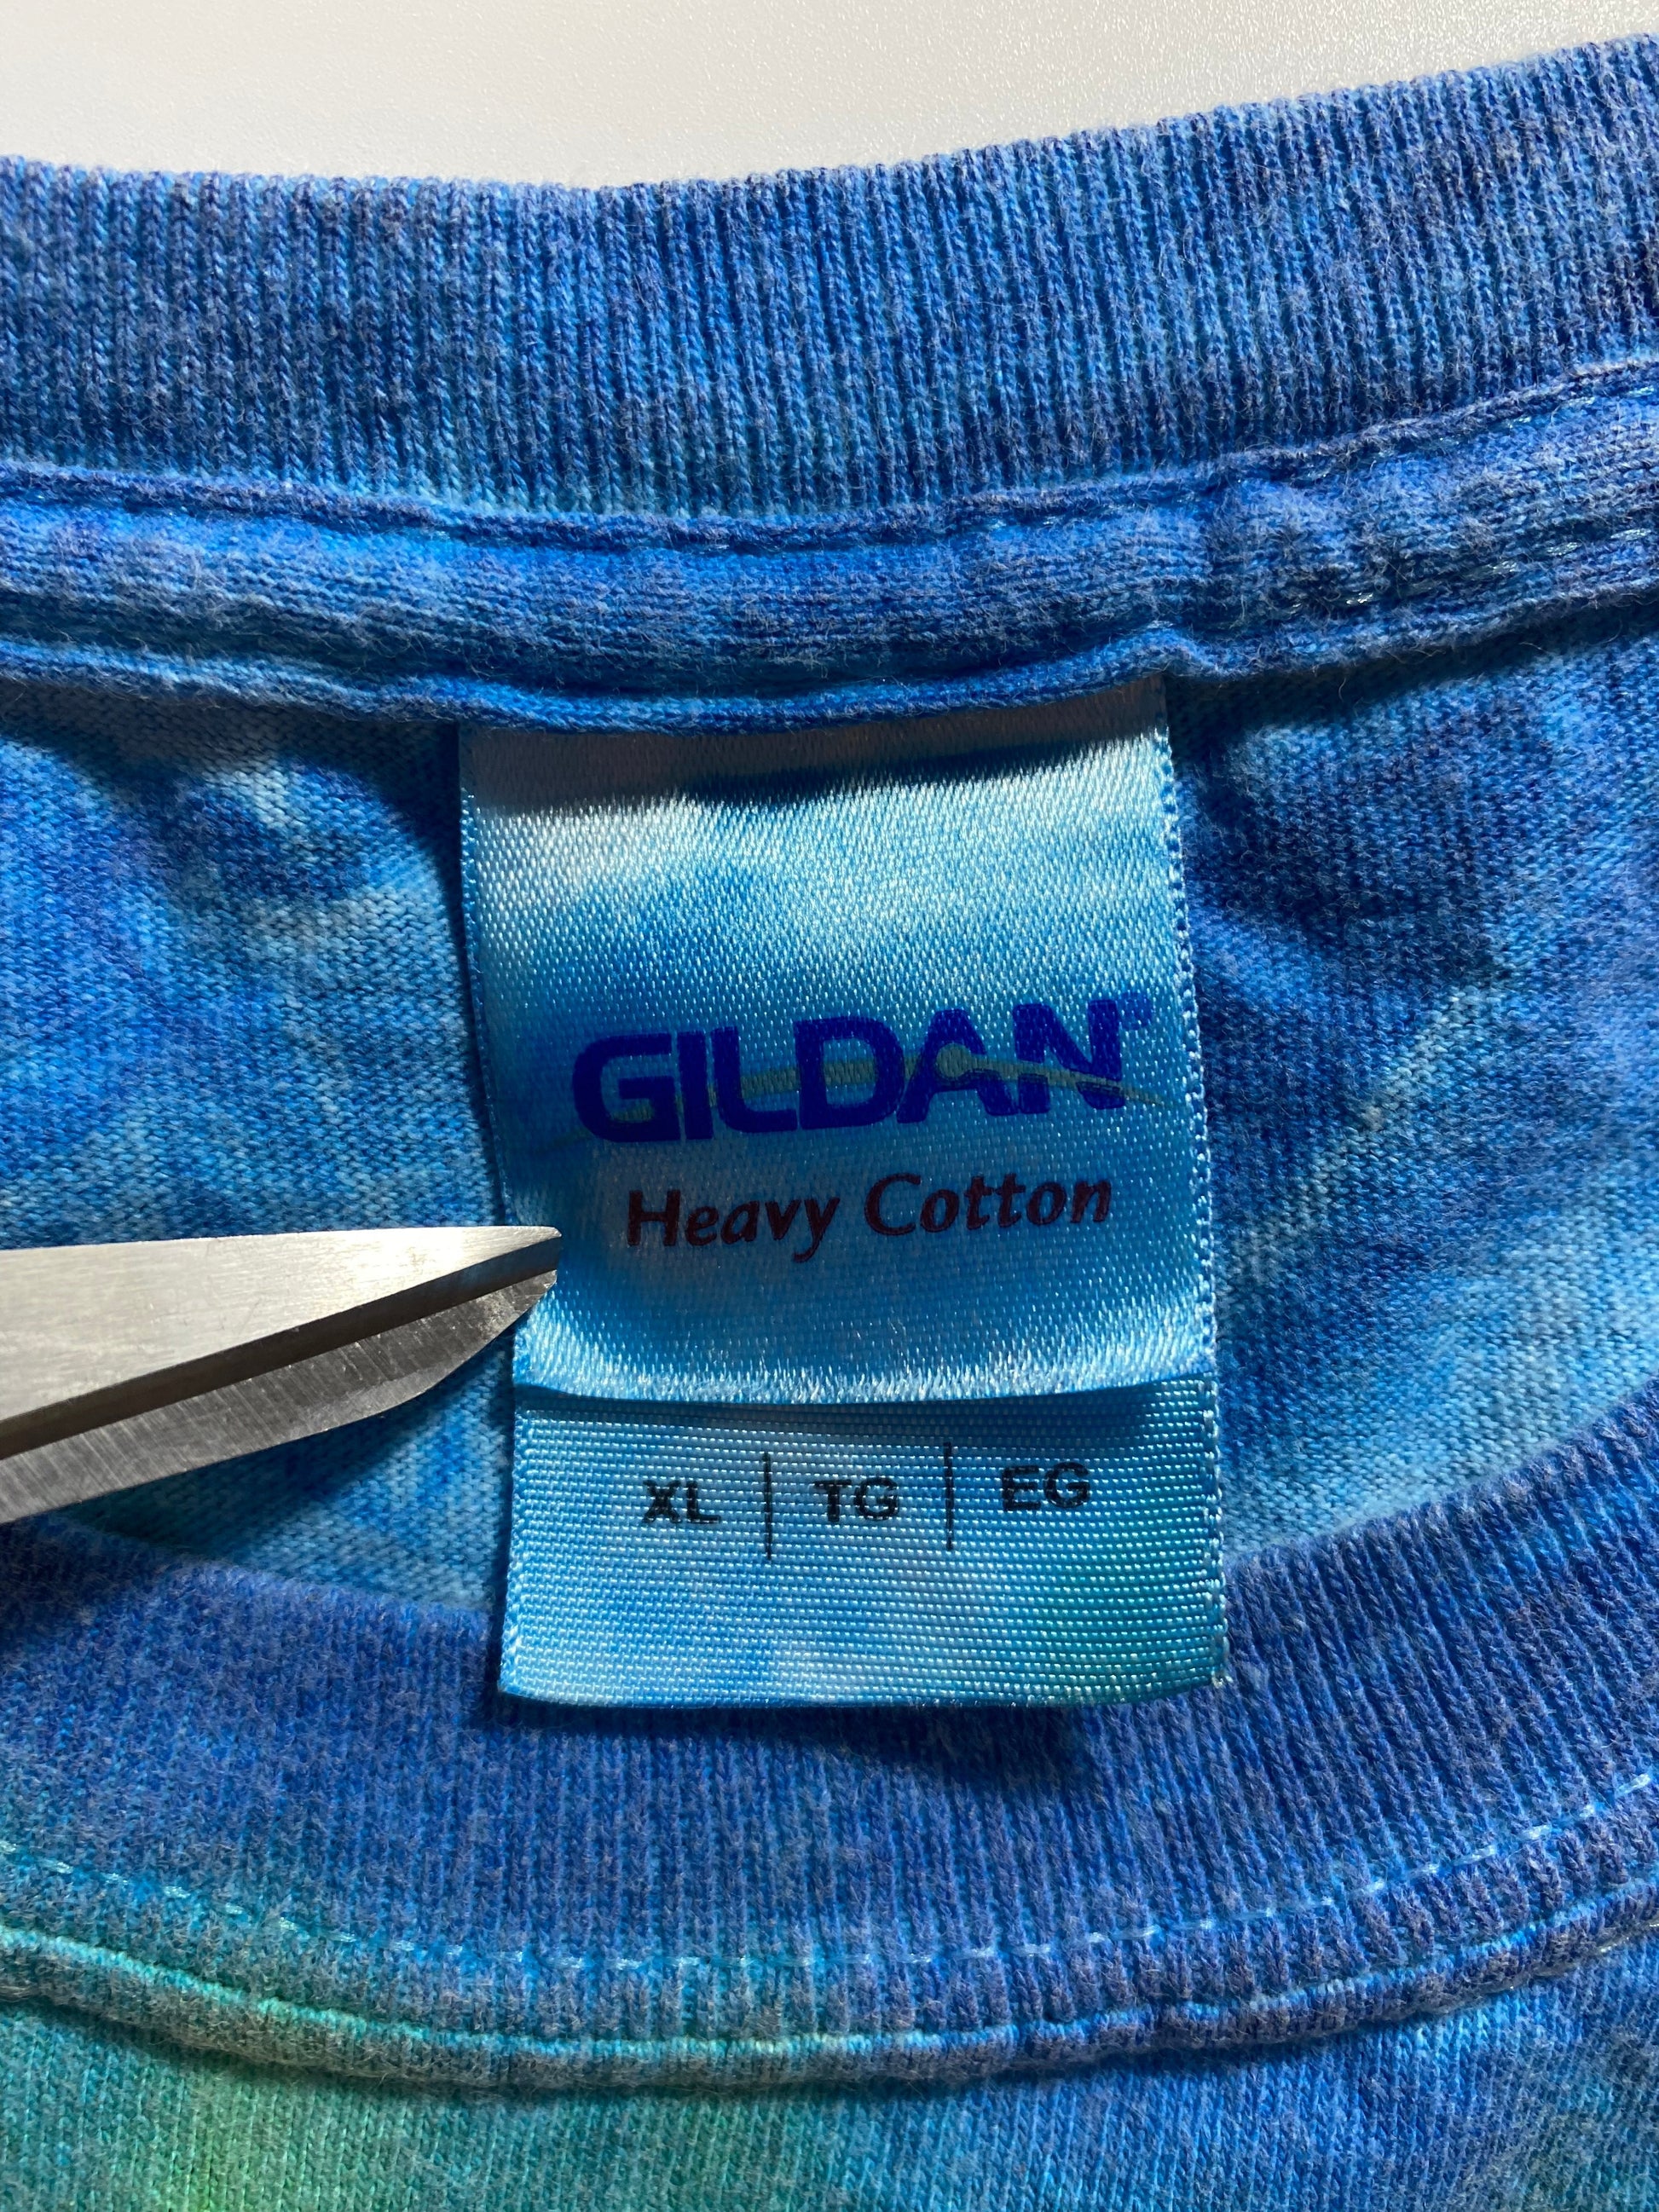 GILDAN®
Heavy Cotton
XL | TG | EG